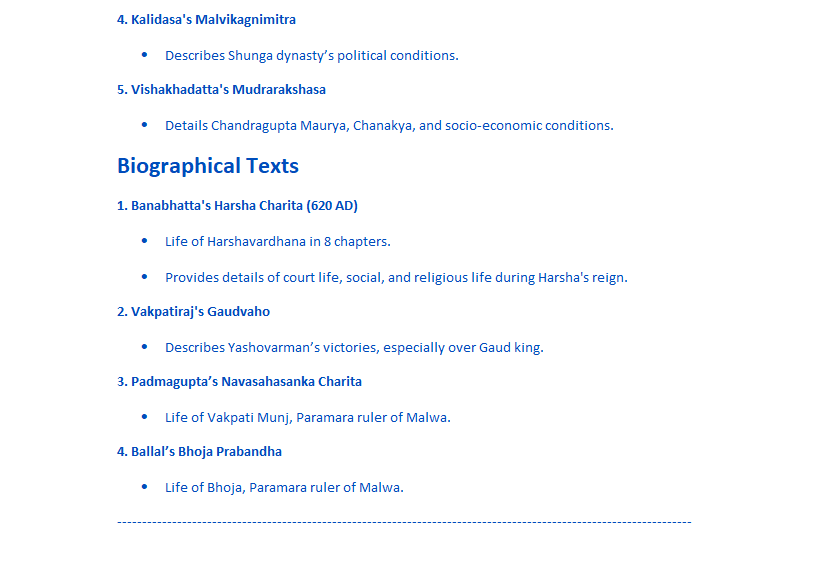 4. Kalidasa's Malvikagnimitra
• Describes Shunga dynasty’s political conditions.
5. Vishakhadatta's Mudrarakshasa
• Details Chandragupta Maurya, Chanakya, and socio-economic conditions.
Biographical Texts
1. Banabhatta's Harsha Charita (620 AD)
• Life of Harshavardhana in 8 chapters.
• Provides details of court life, social, and religious life during Harsha's reign.
2. Vakpatiraj's Gaudvaho
• Describes Yashovarman’s victories, especially over Gaud king.
3. Padmagupta’s Navasahasanka Charita
• Life of Vakpati Munj, Paramara ruler of Malwa.
4. Ballal’s Bhoja Prabandha
• Life of Bhoja, Paramara ruler of Malwa.
-------------------------------------------------------------------------------------------------------------------